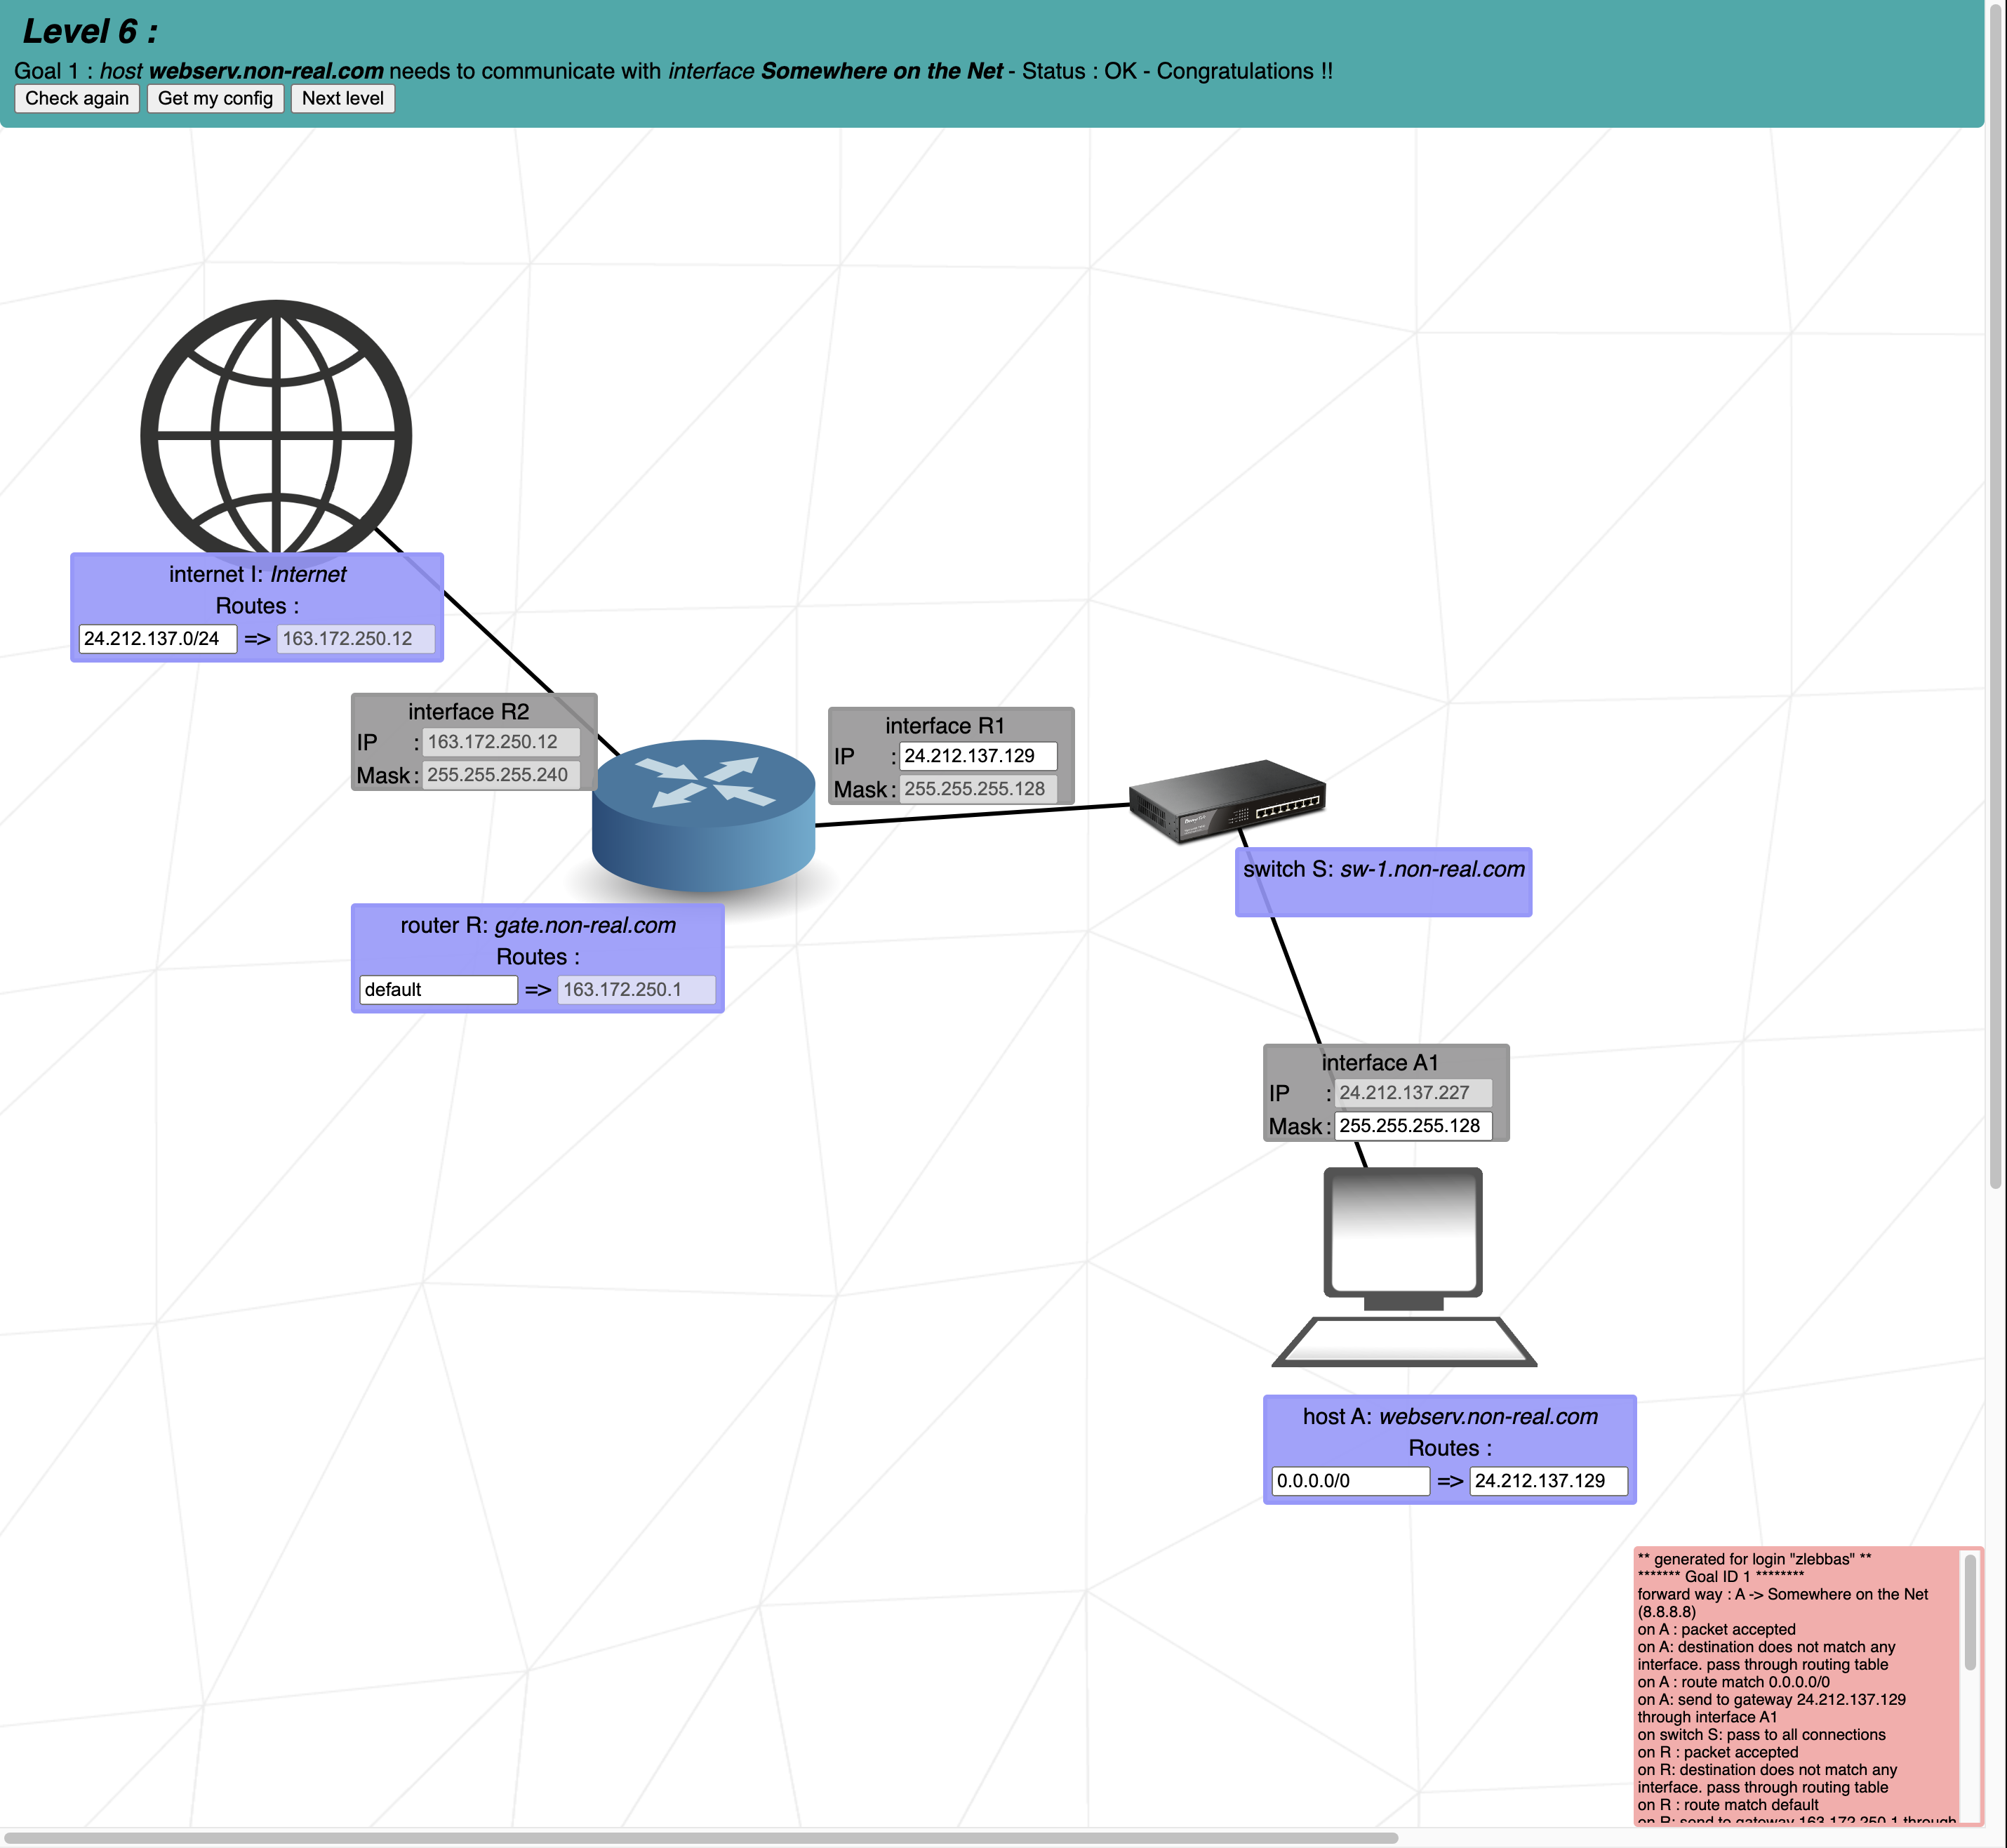 Level 6 :
Goal 1 : host webserv.non-real.com needs to communicate with interface Somewhere on the Net - Status : OK - Congratulations !!
Check again Get my config Next level
internet I: Internet
Routes :
24.212.137.0/24 => 163.172.250.12
interface R2
IP : 163.172.250.12
Mask : 255.255.255.240
interface R1
IP : 24.212.137.129
Mask : 255.255.255.128
switch S: sw-1.non-real.com
router R: gate.non-real.com
Routes :
default => 163.172.250.1
interface A1
IP : 24.212.137.227
Mask : 255.255.255.128
host A: webserv.non-real.com
Routes :
0.0.0.0/0 => 24.212.137.129
** generated for login "zlebbas" **
******* Goal ID 1 ********
forward way : A -> Somewhere on the Net
(8.8.8.8)
on A : packet accepted
on A: destination does not match any
interface. pass through routing table
on A : route match 0.0.0.0/0
on A: send to gateway 24.212.137.129
through interface A1
on switch S: pass to all connections
on R : packet accepted
on R: destination does not match any
interface. pass through routing table
on R : route match default
on R: send to gateway 163.172.250.1 through